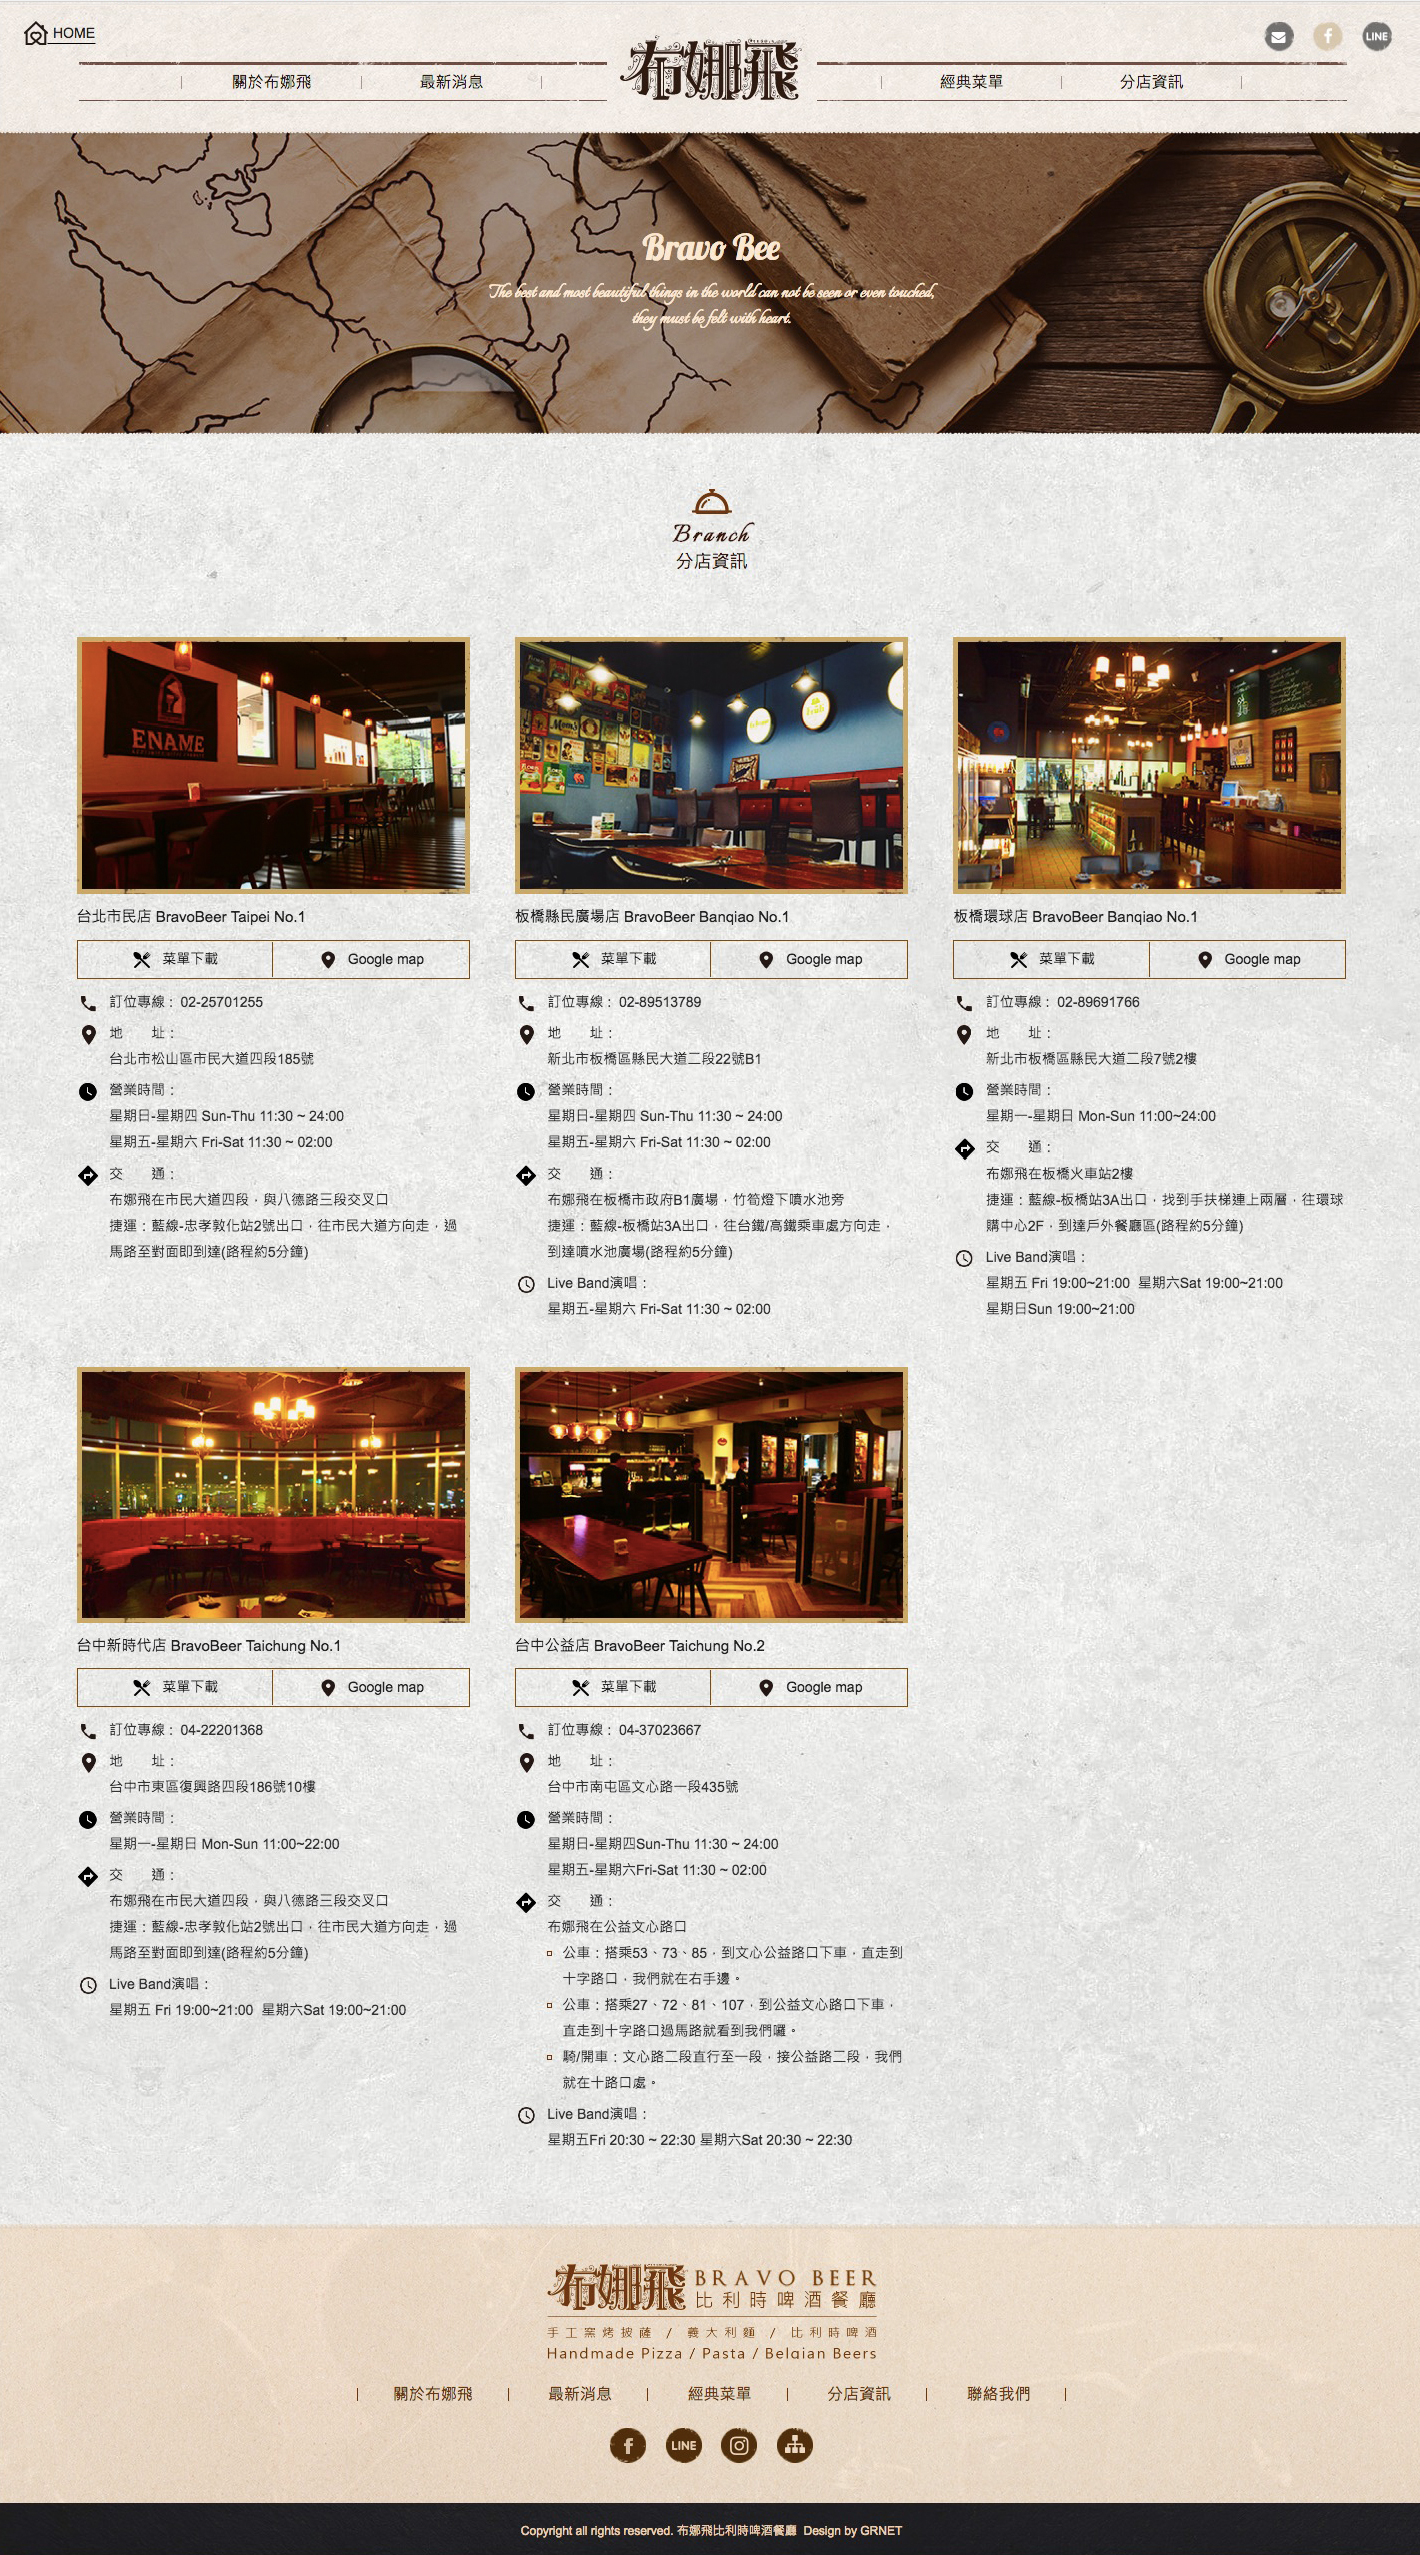 HOME
LINE
布娜飛
關於布娜飛
最新消息
經典菜單
分店資訊
Bravo Bee
The best and most beautiful things in the world can not be seen or even touched,
they must be felt with heart.
Branch
分店資訊
ENAME
台北市民店 BravoBeer Taipei No.1
菜單下載
Google map
訂位專線： 02-25701255
地　　址：
台北市松山區市民大道四段185號
營業時間：
星期日-星期四 Sun-Thu 11:30 ~ 24:00
星期五-星期六 Fri-Sat 11:30 ~ 02:00
交　　通：
布娜飛在市民大道四段，與八德路三段交叉口
捷運：藍線-忠孝敦化站2號出口，往市民大道方向走，過
馬路至對面即到達(路程約5分鐘)
板橋縣民廣場店 BravoBeer Banqiao No.1
菜單下載
Google map
訂位專線： 02-89513789
地　　址：
新北市板橋區縣民大道二段22號B1
營業時間：
星期日-星期四 Sun-Thu 11:30 ~ 24:00
星期五-星期六 Fri-Sat 11:30 ~ 02:00
交　　通：
布娜飛在板橋市政府B1廣場，竹筍燈下噴水池旁
捷運：藍線-板橋站3A出口，往台鐵/高鐵乘車處方向走，
到達噴水池廣場(路程約5分鐘)
Live Band演唱：
星期五-星期六 Fri-Sat 11:30 ~ 02:00
板橋環球店 BravoBeer Banqiao No.1
菜單下載
Google map
訂位專線： 02-89691766
地　　址：
新北市板橋區縣民大道二段7號2樓
營業時間：
星期一-星期日 Mon-Sun 11:00~24:00
交　　通：
布娜飛在板橋火車站2樓
捷運：藍線-板橋站3A出口，找到手扶梯連上兩層，往環球
購中心2F，到達戶外餐廳區(路程約5分鐘)
Live Band演唱：
星期五 Fri 19:00~21:00 星期六Sat 19:00~21:00
星期日Sun 19:00~21:00
台中新時代店 BravoBeer Taichung No.1
菜單下載
Google map
訂位專線： 04-22201368
地　　址：
台中市東區復興路四段186號10樓
營業時間：
星期一-星期日 Mon-Sun 11:00~22:00
交　　通：
布娜飛在市民大道四段，與八德路三段交叉口
捷運：藍線-忠孝敦化站2號出口，往市民大道方向走，過
馬路至對面即到達(路程約5分鐘)
Live Band演唱：
星期五 Fri 19:00~21:00 星期六Sat 19:00~21:00
台中公益店 BravoBeer Taichung No.2
菜單下載
Google map
訂位專線： 04-37023667
地　　址：
台中市南屯區文心路一段435號
營業時間：
星期日-星期四Sun-Thu 11:30 ~ 24:00
星期五-星期六Fri-Sat 11:30 ~ 02:00
交　　通：
布娜飛在公益文心路口
公車：搭乘53、73、85，到文心公益路口下車，直走到
十字路口，我們就在右手邊。
公車：搭乘27、72、81、107，到公益文心路口下車，
直走到十字路口過馬路就看到我們囉。
騎/開車：文心路二段直行至一段，接公益路二段，我們
就在十路口處。
Live Band演唱：
星期五Fri 20:30 ~ 22:30 星期六Sat 20:30 ~ 22:30
布娜飛 BRAVO BEER
比利時啤酒餐廳
手工窯烤披薩 / 義大利麵 / 比利時啤酒
Handmade Pizza / Pasta / Belgian Beers
關於布娜飛
最新消息
經典菜單
分店資訊
聯絡我們
LINE
Copyright all rights reserved. 布娜飛比利時啤酒餐廳 Design by GRNET